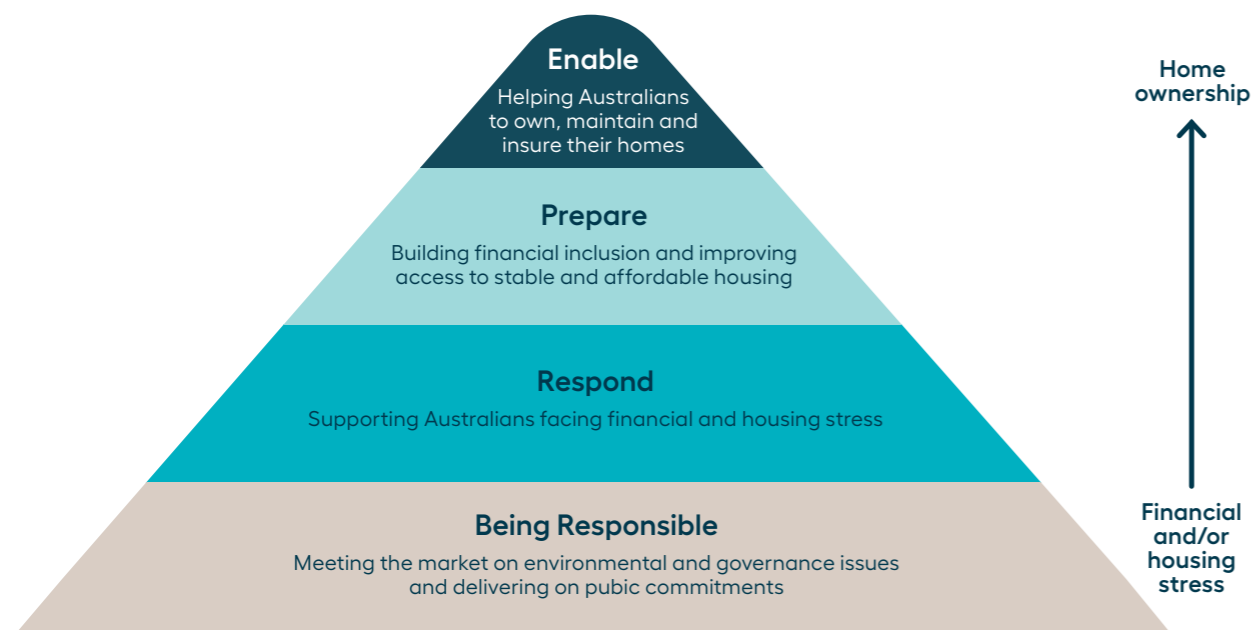 Enable
Helping Australians
to own, maintain and
insure their homes
Prepare
Building financial inclusion and improving
access to stable and affordable housing
Respond
Supporting Australians facing financial and housing stress
Being Responsible
Meeting the market on environmental and governance issues
and delivering on pubic commitments
Home
ownership
Financial
and/or
housing
stress